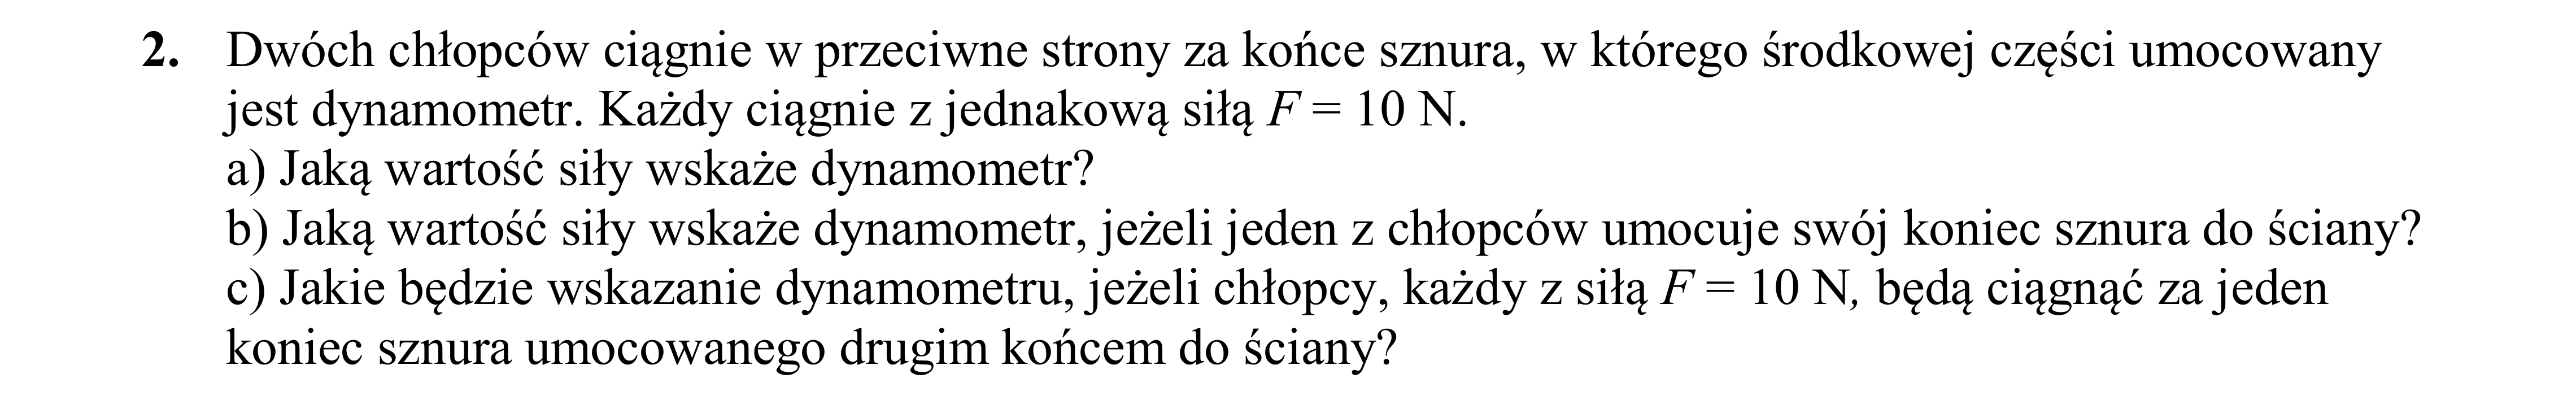 2. Dwóch chłopców ciągnie w przeciwne strony za końce sznura, w którego środkowej części umocowany
jest dynamometr. Każdy ciągnie z jednakową siłą F = 10 N.
a) Jaką wartość siły wskaże dynamometr?
b) Jaką wartość siły wskaże dynamometr, jeżeli jeden z chłopców umocuje swój koniec sznura do ściany?
c) Jakie będzie wskazanie dynamometru, jeżeli chłopcy, każdy z siłą F = 10 N, będą ciągnąć za jeden
koniec sznura umocowanego drugim końcem do ściany?